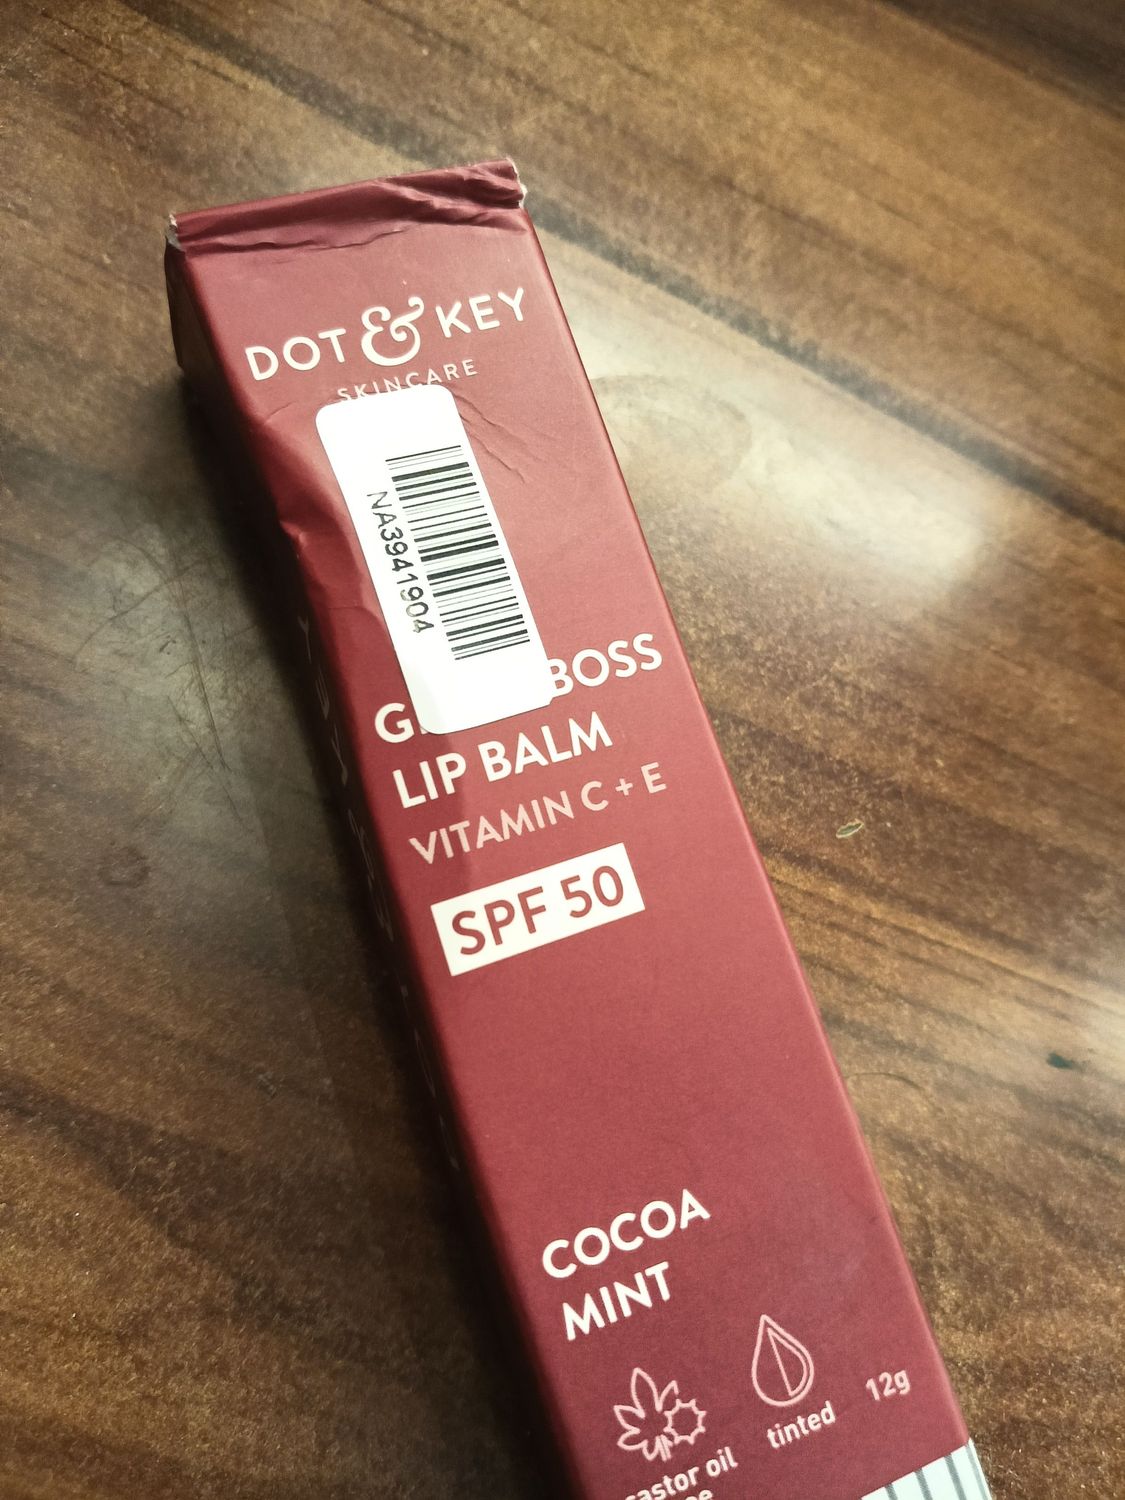 DOT & KEY
SKINCARE
NA3941904
BOSS
LIP BALM
VITAMIN C + E
SPF 50
COCOA
MINT
castor oil
tinted
12g